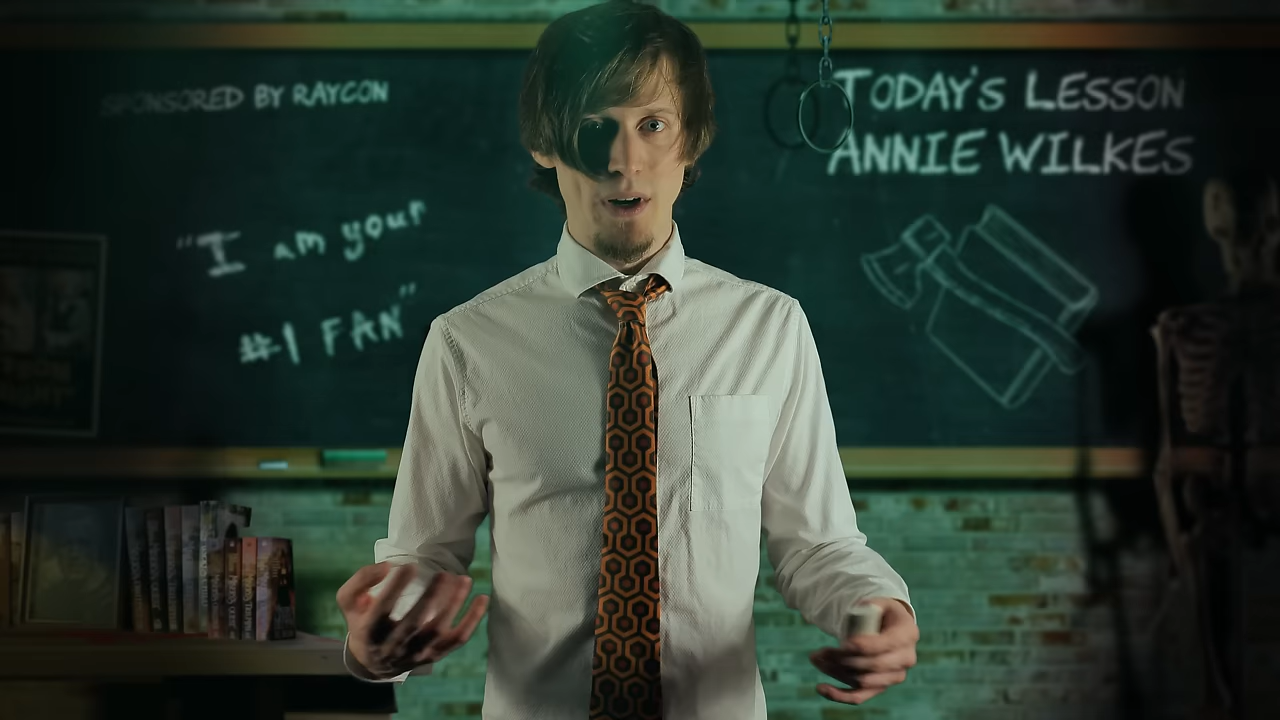 SPONSORED BY RAYCON
TODAY'S LESSON
ANNIE WILKES
"I am your
#1 FAN"